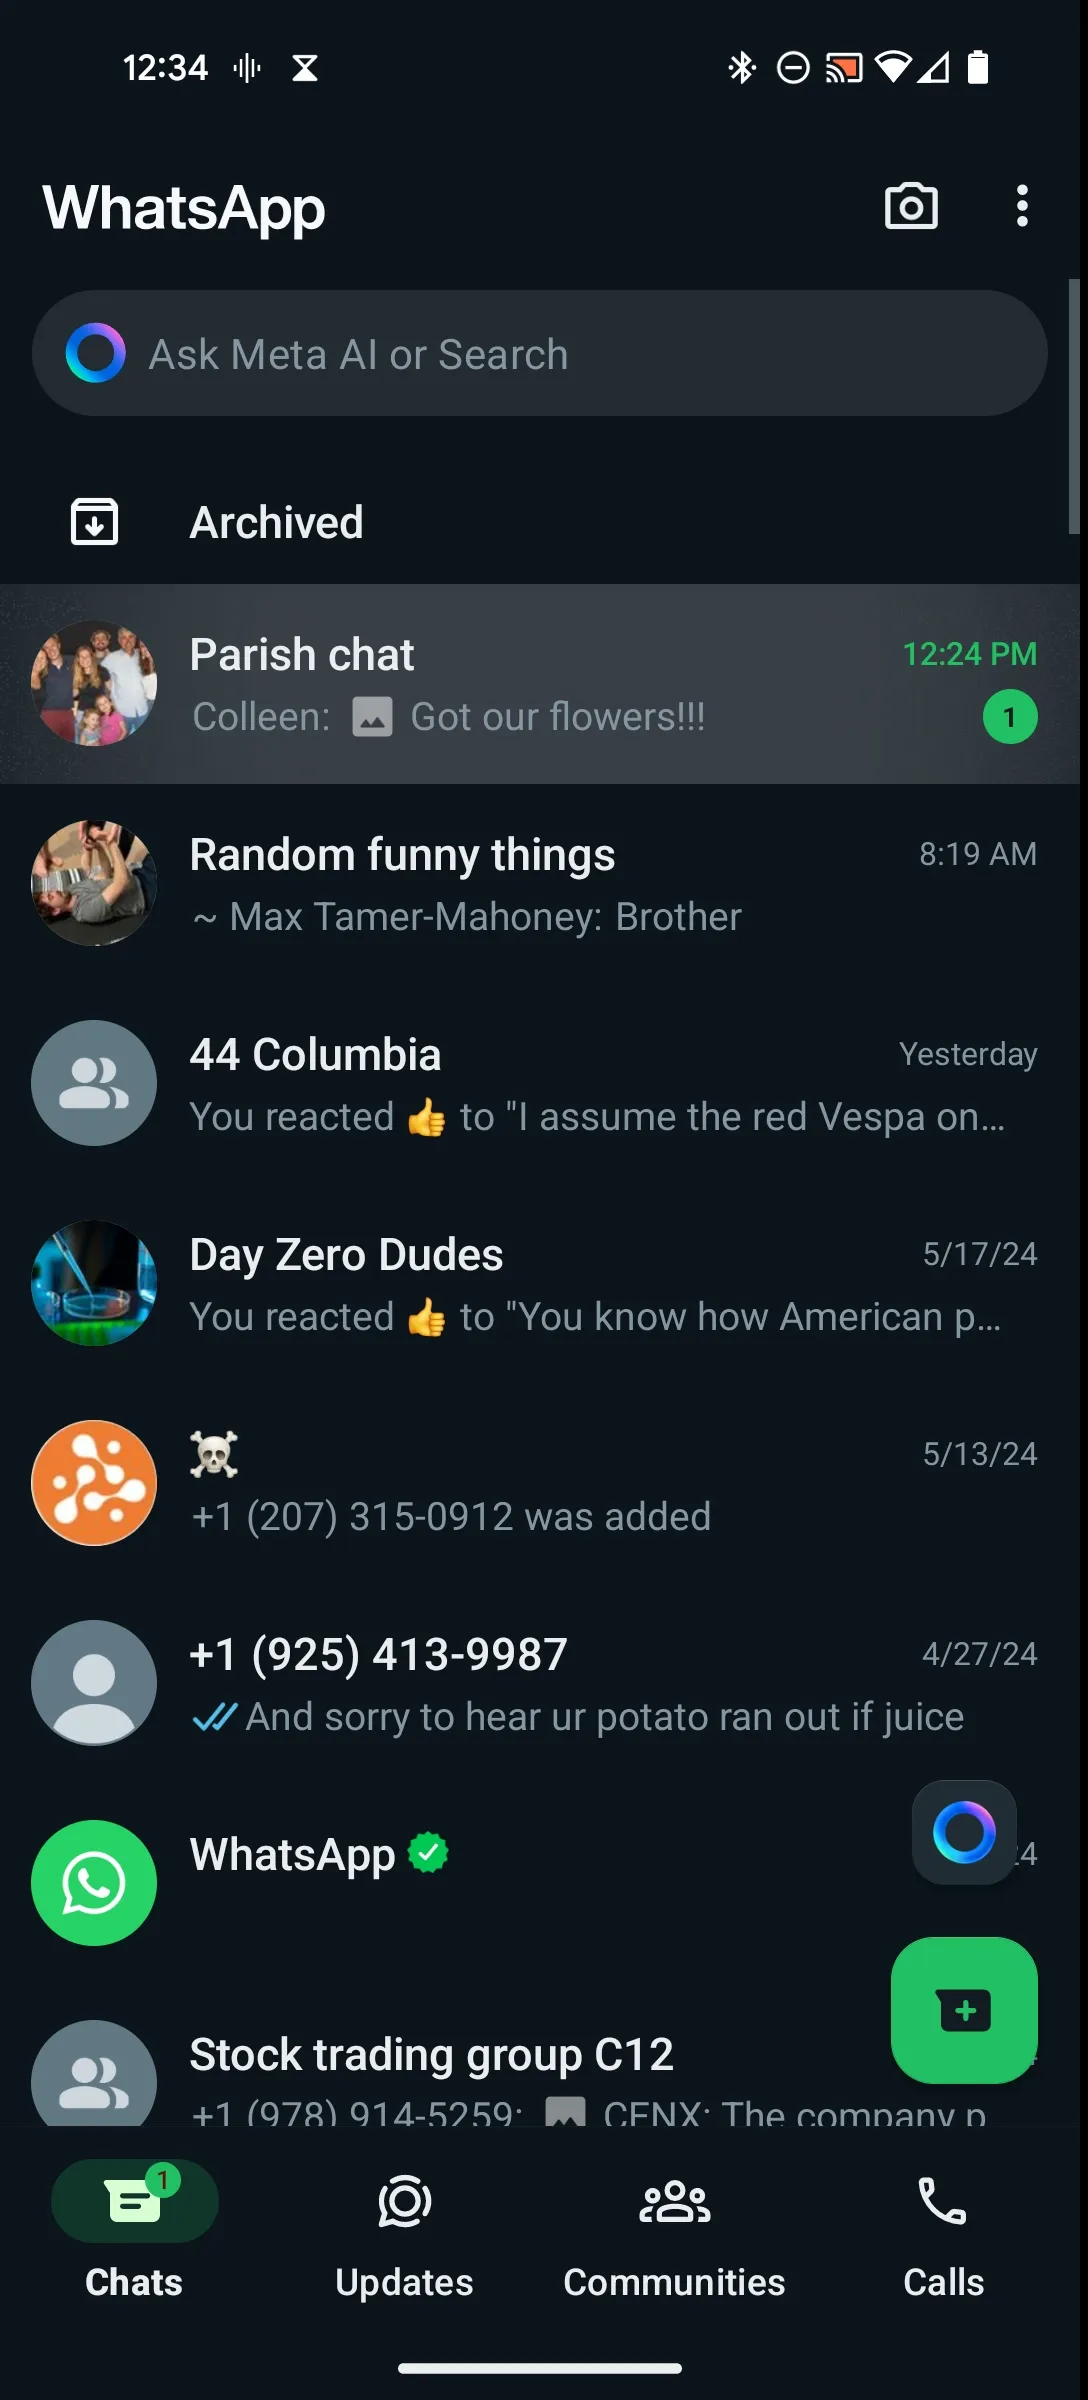 12:34
WhatsApp
Ask Meta AI or Search
Archived
Parish chat 12:24 PM
Colleen: Got our flowers!!! 1
Random funny things 8:19 AM
~ Max Tamer-Mahoney: Brother
44 Columbia Yesterday
You reacted 👍 to "I assume the red Vespa on…
Day Zero Dudes 5/17/24
You reacted 👍 to "You know how American p…
☠️ 5/13/24
+1 (207) 315-0912 was added
+1 (925) 413-9987 4/27/24
And sorry to hear ur potato ran out if juice
WhatsApp
Stock trading group C12
+1 (978) 914-5259: CENX: The company p
1
Chats Updates Communities Calls